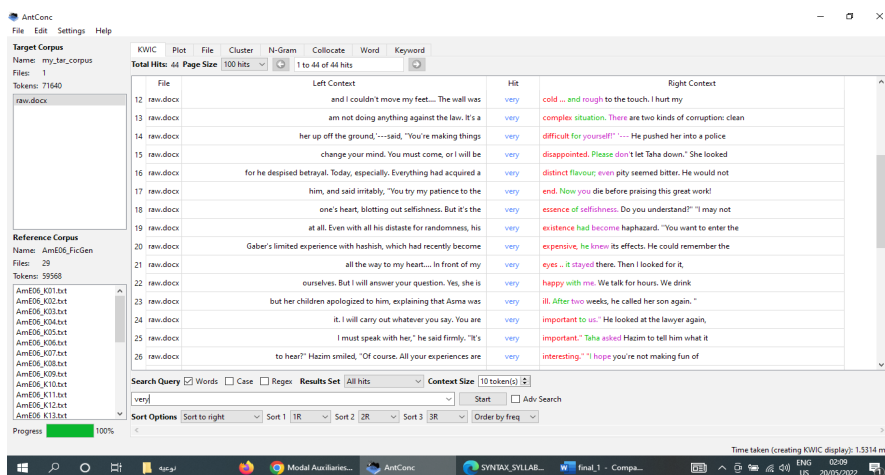 AntConc
File Edit Settings Help
Target Corpus
Name: my_tar_corpus
Files: 1
Tokens: 71640
raw.docx
Reference Corpus
Name: AmE06_FicGen
Files: 29
Tokens: 59568
AmE06_K01.txt
AmE06_K02.txt
AmE06_K03.txt
AmE06_K04.txt
AmE06_K05.txt
AmE06_K06.txt
AmE06_K07.txt
AmE06_K08.txt
AmE06_K09.txt
AmE06_K10.txt
AmE06_K11.txt
AmE06_K12.txt
AmE06_K13.txt
Progress 100%
KWIC Plot File Cluster N-Gram Collocate Word Keyword
Total Hits: 44 Page Size 100 hits 1 to 44 of 44 hits
File Left Context Hit Right Context
12 raw.docx and I couldn't move my feet.... The wall was very cold ... and rough to the touch. I hurt my
13 raw.docx am not doing anything against the law. It's a very complex situation. There are two kinds of corruption: clean
14 raw.docx her up off the ground,'---said, "You're making things very difficult for yourself!" '--- He pushed her into a police
15 raw.docx change your mind. You must come, or I will be very disappointed. Please don't let Taha down." She looked
16 raw.docx for he despised betrayal. Today, especially. Everything had acquired a very distinct flavour; even pity seemed bitter. He would not
17 raw.docx him, and said irritably, "You try my patience to the very end. Now you die before praising this great work!
18 raw.docx one's heart, blotting out selfishness. But it's the very essence of selfishness. Do you understand?" "I may not
19 raw.docx at all. Even with all his distaste for randomness, his very existence had become haphazard. "You want to enter the
20 raw.docx Gaber's limited experience with hashish, which had recently become very expensive, he knew its effects. He could remember the
21 raw.docx all the way to my heart.... In front of my very eyes .. it stayed there. Then I looked for it,
22 raw.docx ourselves. But I will answer your question. Yes, she is very happy with me. We talk for hours. We drink
23 raw.docx but her children apologized to him, explaining that Asma was very ill. After two weeks, he called her son again. "
24 raw.docx it. I will carry out whatever you say. You are very important to us." He looked at the lawyer again,
25 raw.docx I must speak with her," he said firmly. "It's very important." Taha asked Hazim to tell him what it
26 raw.docx to hear?" Hazim smiled, "Of course. All your experiences are very interesting." "I hope you're not making fun of
Search Query Words Case Regex Results Set All hits Context Size 10 token(s)
very Start Adv Search
Sort Options Sort to right Sort 1 1R Sort 2 2R Sort 3 3R Order by freq
Time taken (creating KWIC display): 1.5314 m
نوعيه Modal Auxiliaries... AntConc SYNTAX_SYLLAB... final_1 - Compa... ENG 02:09
US 20/05/2022